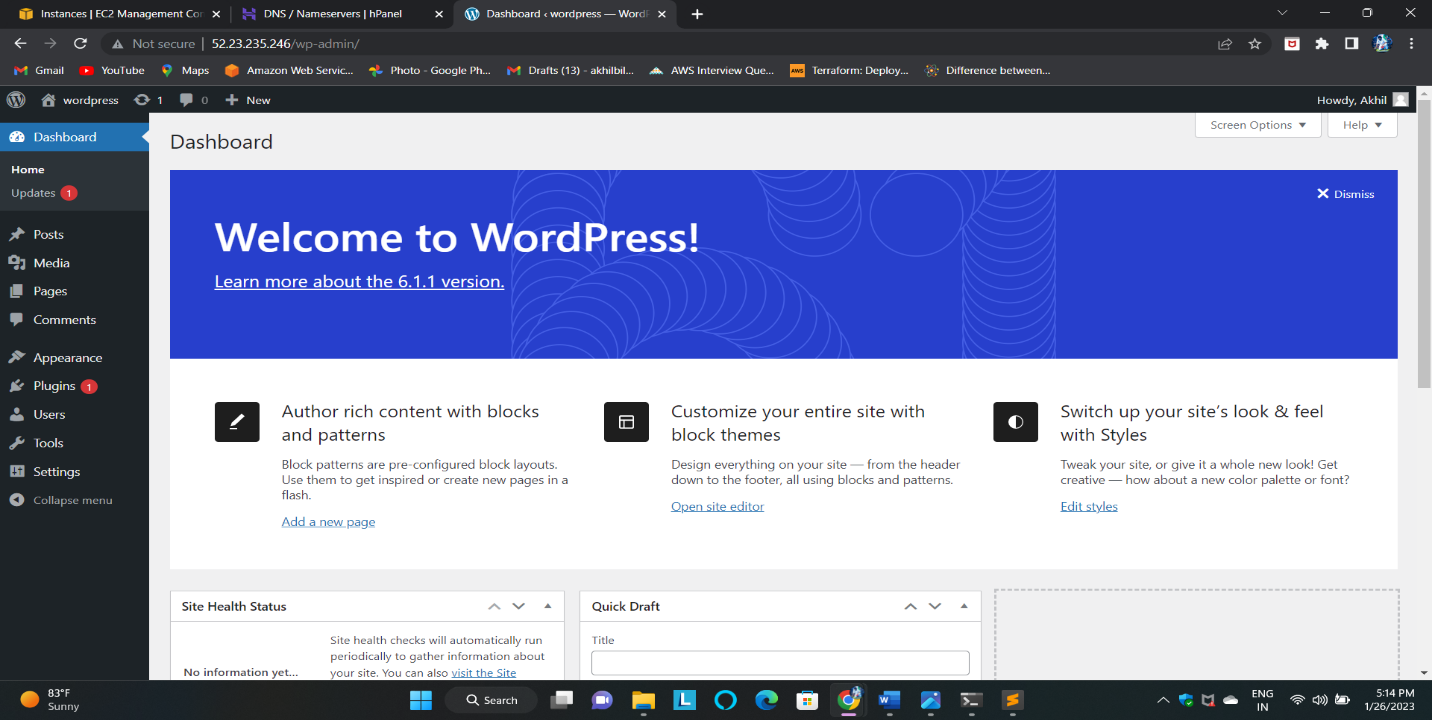 Instances | EC2 Management Con
DNS / Nameservers | hPanel
Dashboard ‹ wordpress — WordP
Not secure
52.23.235.246/wp-admin/
Gmail
YouTube
Maps
Amazon Web Servic...
Photo - Google Ph...
Drafts (13) - akhilbil...
AWS Interview Que...
Terraform: Deploy...
Difference between...
wordpress
1
0
New
Howdy, Akhil
Dashboard
Home
Updates 1
Posts
Media
Pages
Comments
Appearance
Plugins 1
Users
Tools
Settings
Collapse menu
Dashboard
Screen Options
Help
Dismiss
Welcome to WordPress!
Learn more about the 6.1.1 version.
Author rich content with blocks
and patterns
Block patterns are pre-configured block layouts.
Use them to get inspired or create new pages in a
flash.
Add a new page
Customize your entire site with
block themes
Design everything on your site — from the header
down to the footer, all using blocks and patterns.
Open site editor
Switch up your site’s look & feel
with Styles
Tweak your site, or give it a whole new look! Get
creative — how about a new color palette or font?
Edit styles
Site Health Status
No information yet...
Site health checks will automatically run
periodically to gather information about
your site. You can also visit the Site
Quick Draft
Title
83°F
Sunny
Search
ENG
IN
5:14 PM
1/26/2023